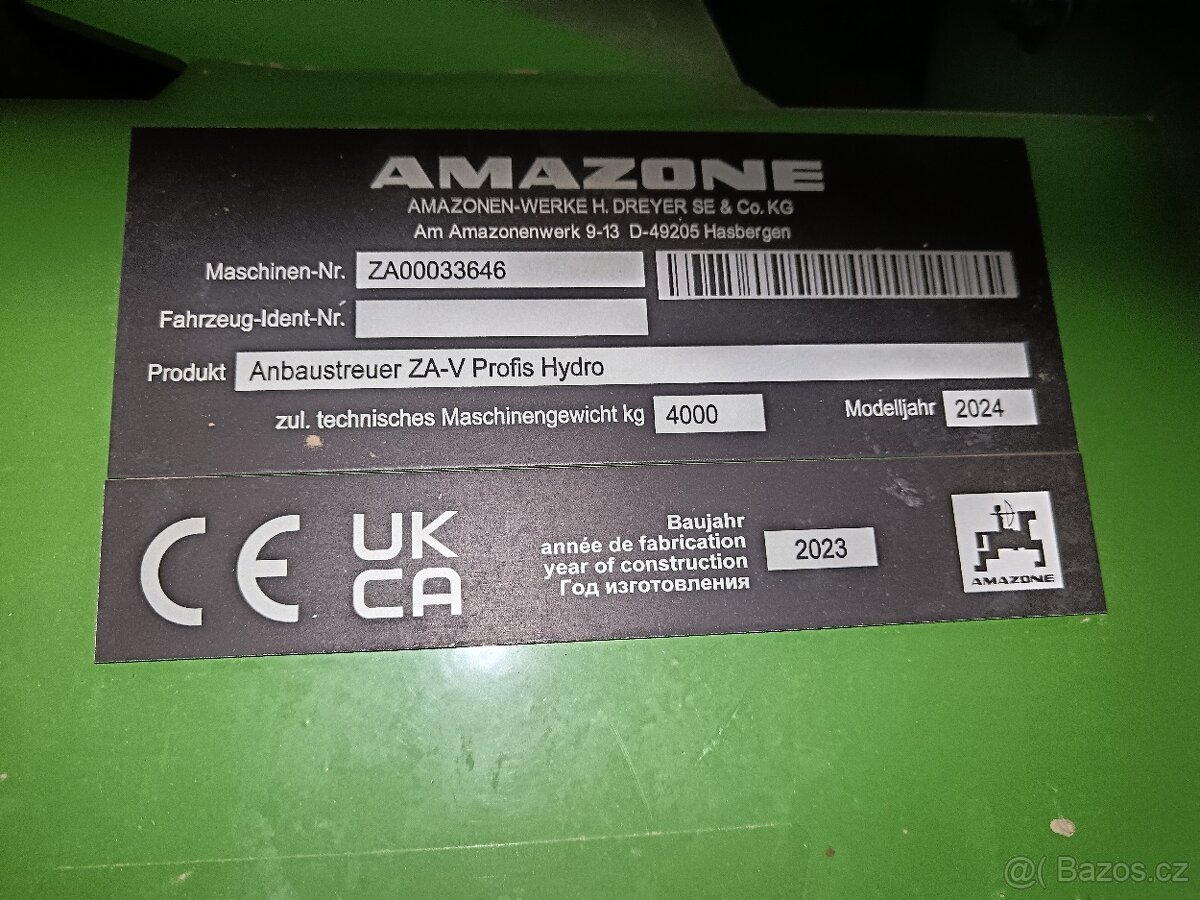 AMAZONE
AMAZONEN-WERKE H. DREYER SE & Co. KG
Am Amazonenwerk 9-13 D-49205 Hasbergen
Maschinen-Nr. ZA00033646
Fahrzeug-Ident-Nr.
Produkt Anbaustreuer ZA-V Profis Hydro
zul. technisches Maschinengewicht kg 4000 Modelljahr 2024
CE UK
CA
Baujahr
année de fabrication
year of construction
Год изготовления
2023
AMAZONE
@( Bazos.cz